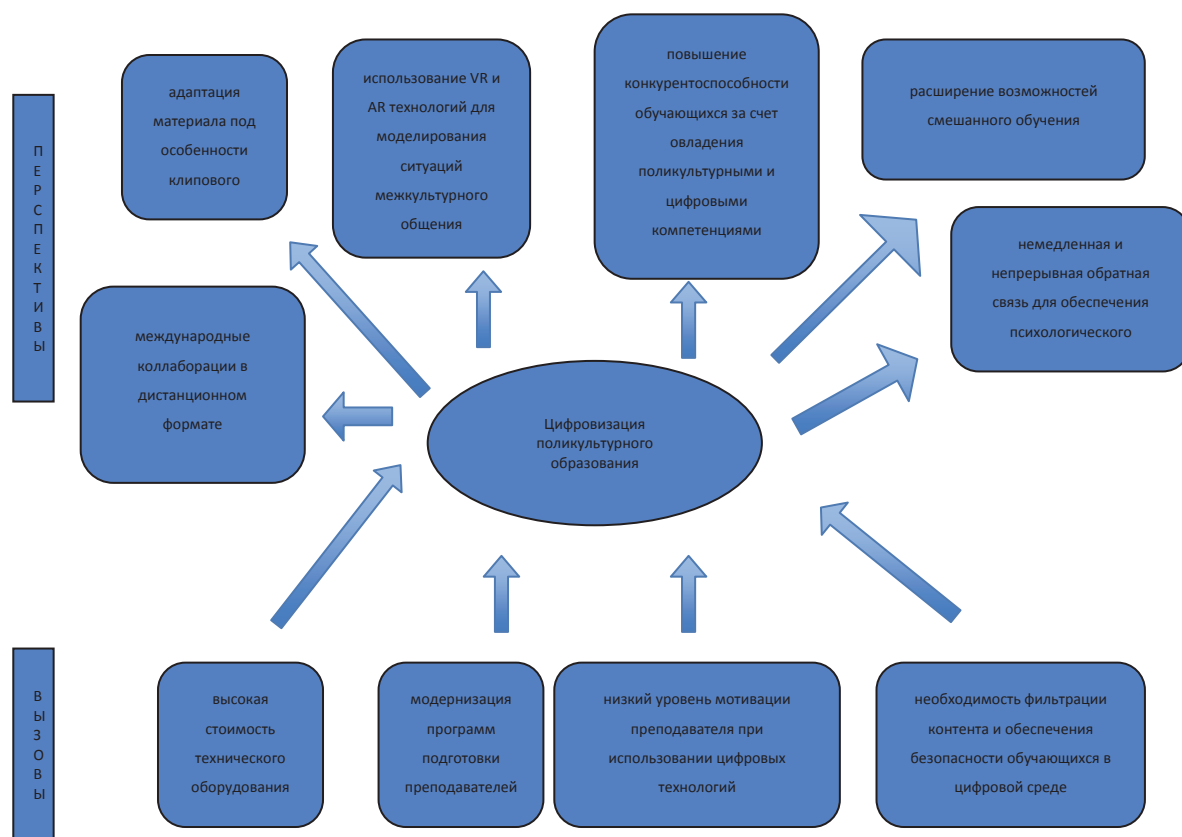 ПЕРСПЕКТИВЫ
адаптация
материала под
особенности
клипового
использование VR и
AR технологий для
моделирования
ситуаций
межкультурного
общения
повышение
конкурентоспособности
обучающихся за счет
овладения
поликультурными и
цифровыми
компетенциями
расширение возможностей
смешанного обучения
немедленная и
непрерывная обратная
связь для обеспечения
психологического
международные
коллаборации в
дистанционном
формате
Цифровизация
поликультурного
образования
ВЫЗОВЫ
высокая
стоимость
технического
оборудования
модернизация
программ
подготовки
преподавателей
низкий уровень мотивации
преподавателя при
использовании цифровых
технологий
необходимость фильтрации
контента и обеспечения
безопасности обучающихся в
цифровой среде